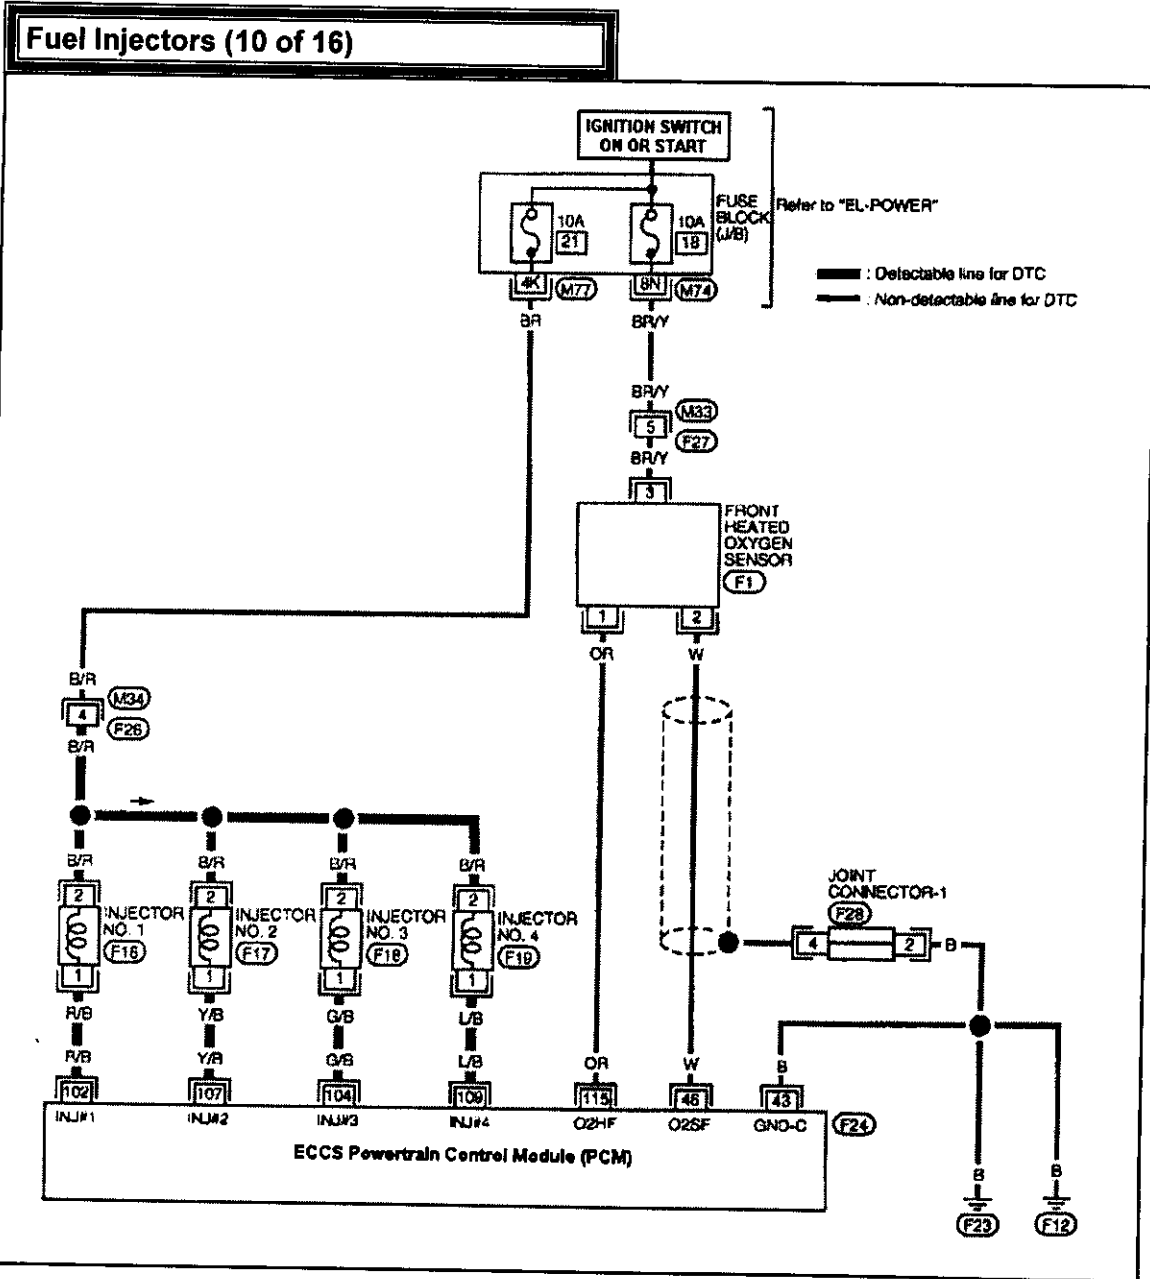 Fuel Injectors (10 of 16)
IGNITION SWITCH
ON OR START
10A
21
10A
18
FUSE
BLOCK
(J/B)
Refer to "EL-POWER"
4K
M77
8N
M74
: Detectable line for DTC
: Non-detectable line for DTC
BR
BR/Y
BR/Y
M33
5
F27
BR/Y
3
FRONT
HEATED
OXYGEN
SENSOR
F1
1
2
OR
W
B/R
M34
4
F26
B/R
B/R
B/R
B/R
B/R
2
2
2
2
INJECTOR
NO. 1
F16
INJECTOR
NO. 2
F17
INJECTOR
NO. 3
F18
INJECTOR
NO. 4
F19
1
1
1
1
JOINT
CONNECTOR-1
F28
4
2
B
R/B
Y/B
G/B
L/B
R/B
Y/B
G/B
L/B
OR
W
B
102
107
104
109
115
46
43
INJ#1
INJ#2
INJ#3
INJ#4
O2HF
O2SF
GND-C
F24
ECCS Powertrain Control Module (PCM)
B
B
F23
F12